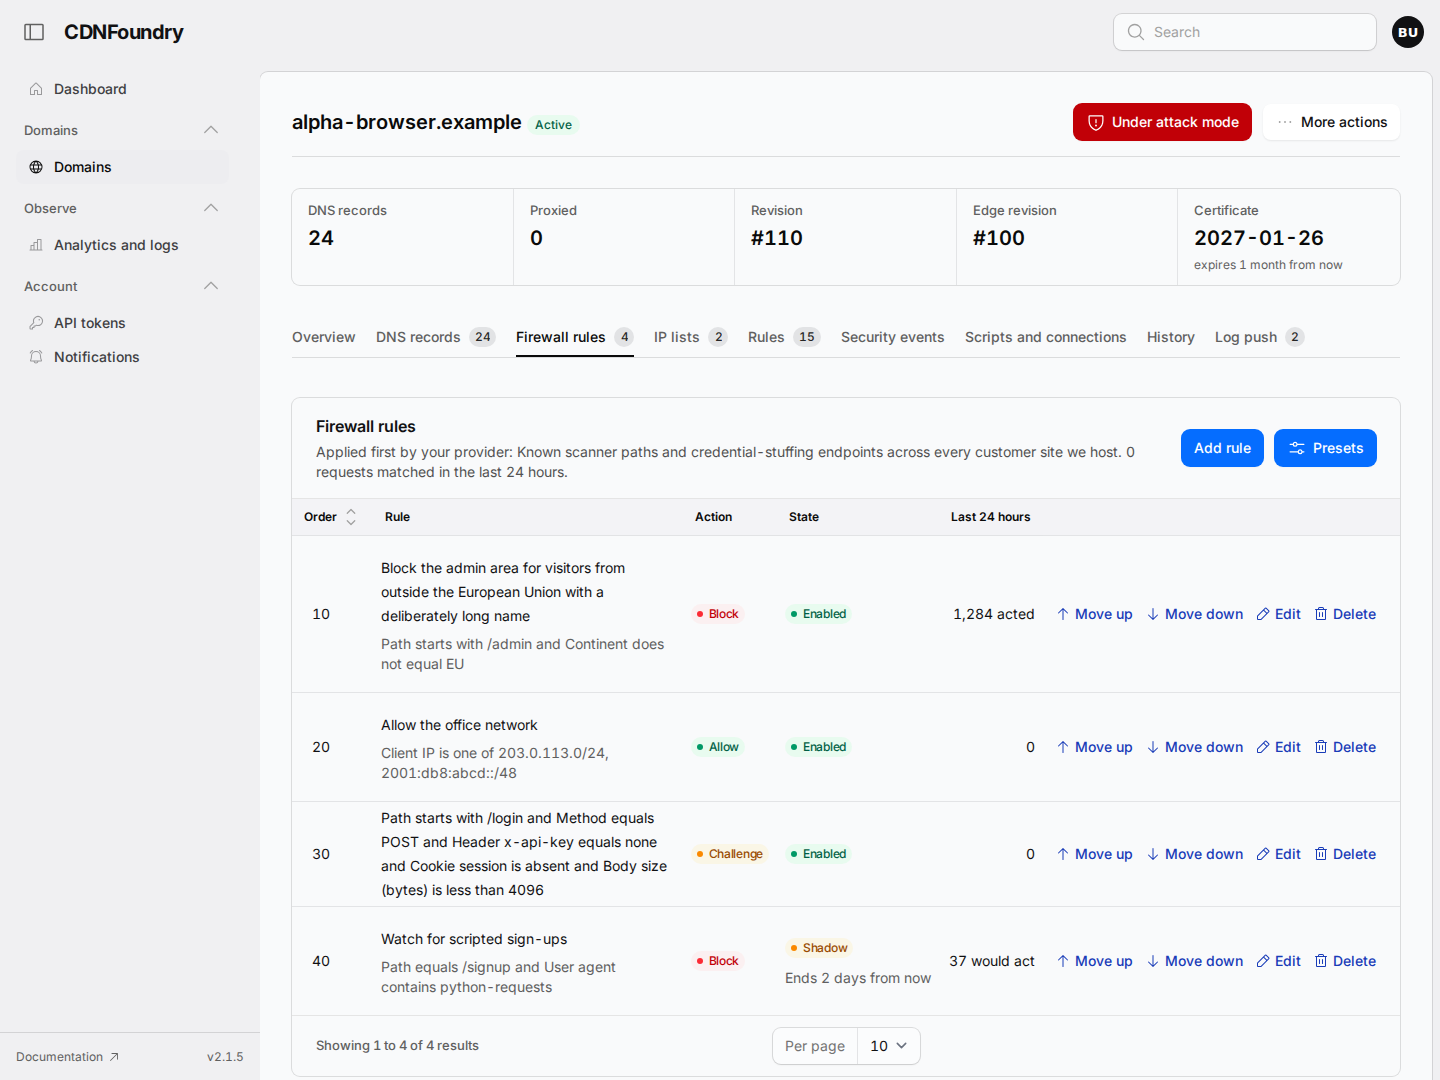 CDNFoundry
Search
BU
Dashboard
Domains
Domains
Observe
Analytics and logs
Account
API tokens
Notifications
Documentation
v2.1.5
alpha-browser.example Active
Under attack mode
More actions
DNS records
24
Proxied
0
Revision
#110
Edge revision
#100
Certificate
2027-01-26
expires 1 month from now
Overview DNS records 24 Firewall rules 4 IP lists 2 Rules 15 Security events Scripts and connections History Log push 2
Firewall rules
Applied first by your provider: Known scanner paths and credential-stuffing endpoints across every customer site we host. 0
requests matched in the last 24 hours.
Add rule
Presets
Order Rule Action State Last 24 hours
Block the admin area for visitors from
outside the European Union with a
deliberately long name
Path starts with /admin and Continent does
not equal EU
10 Block Enabled 1,284 acted Move up Move down Edit Delete
Allow the office network
Client IP is one of 203.0.113.0/24,
2001:db8:abcd::/48
20 Allow Enabled 0 Move up Move down Edit Delete
Path starts with /login and Method equals
POST and Header x-api-key equals none
and Cookie session is absent and Body size
(bytes) is less than 4096
30 Challenge Enabled 0 Move up Move down Edit Delete
Watch for scripted sign-ups
Path equals /signup and User agent
contains python-requests
40 Block Shadow
Ends 2 days from now
37 would act Move up Move down Edit Delete
Showing 1 to 4 of 4 results
Per page 10